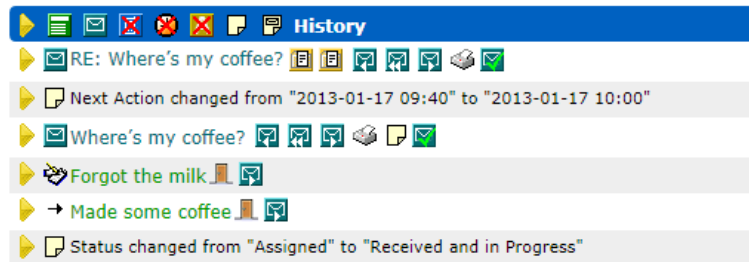 History
RE: Where's my coffee?
Next Action changed from "2013-01-17 09:40" to "2013-01-17 10:00"
Where's my coffee?
Forgot the milk
Made some coffee
Status changed from "Assigned" to "Received and in Progress"